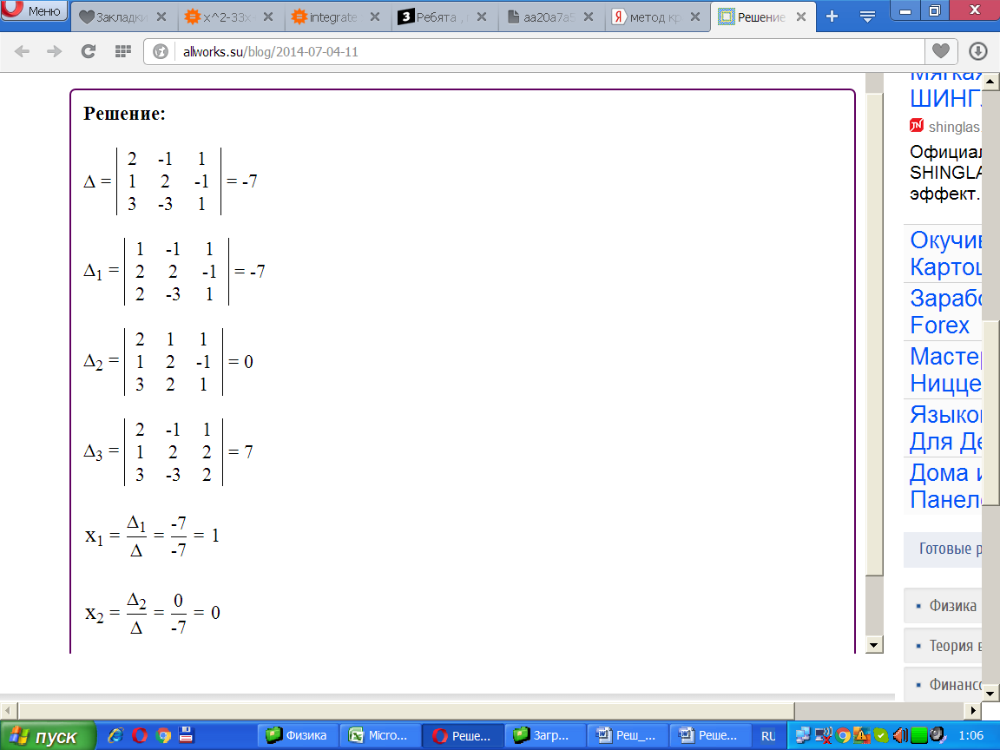 Меню
Закладки
x^2-33x
integrate
Ребята ,
aa20a7a5
метод кр
Решение
allworks.su/blog/2014-07-04-11
Решение:
Δ = | 2 -1 1 |
| 1 2 -1 | = -7
| 3 -3 1 |
Δ1 = | 1 -1 1 |
| 2 2 -1 | = -7
| 2 -3 1 |
Δ2 = | 2 1 1 |
| 1 2 -1 | = 0
| 3 2 1 |
Δ3 = | 2 -1 1 |
| 1 2 2 | = 7
| 3 -3 2 |
x1 = Δ1/Δ = -7/-7 = 1
x2 = Δ2/Δ = 0/-7 = 0
ШИНГ
shinglas
Официал
SHINGLA
эффект.
Окучив
Картош
Зарабо
Forex
Мастер
Ницце
Языко
Для Де
Дома и
Панел
Готовые р
Физика
Теория в
Финансо
пуск
Физика
Micro...
Реше...
Загр...
Реш_...
Реше...
RU
1:06